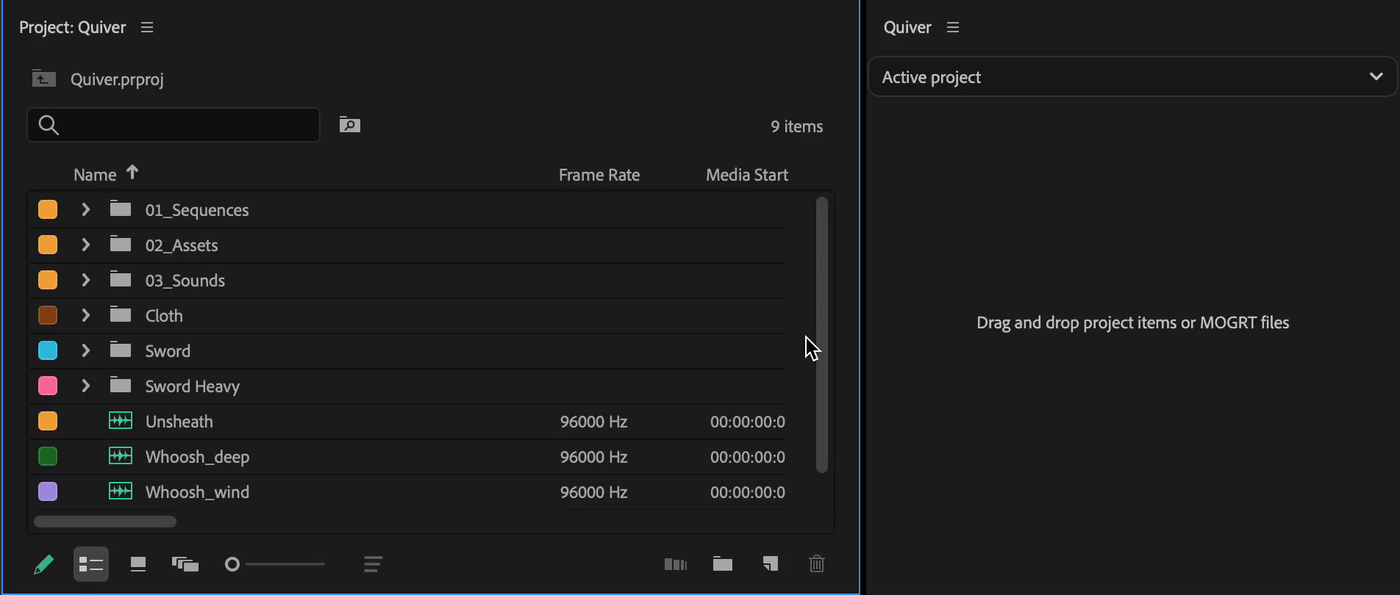 Project: Quiver
Quiver.prproj
9 items
Name Frame Rate Media Start
01_Sequences
02_Assets
03_Sounds
Cloth
Sword
Sword Heavy
Unsheath 96000 Hz 00:00:00:0
Whoosh_deep 96000 Hz 00:00:00:0
Whoosh_wind 96000 Hz 00:00:00:0
Quiver
Active project
Drag and drop project items or MOGRT files